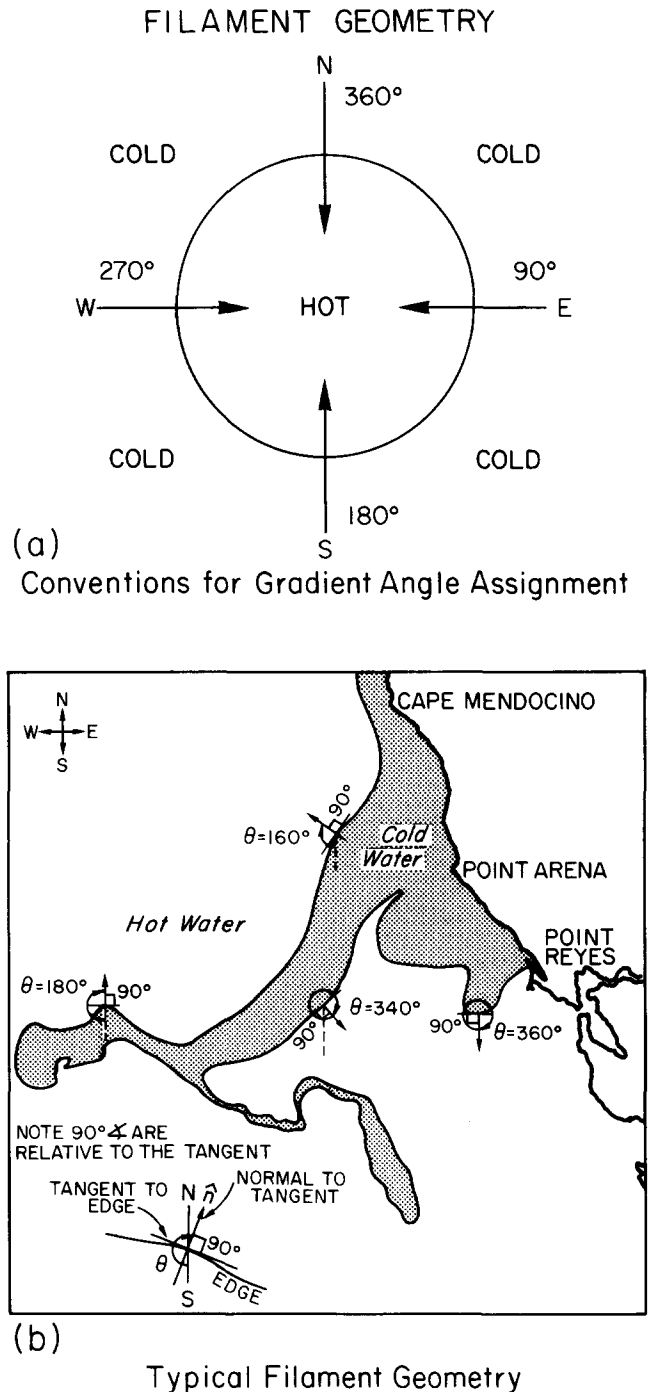 FILAMENT GEOMETRY
N
360°
COLD
COLD
270°
90°
W
HOT
E
COLD
COLD
180°
S
(a)
Conventions for Gradient Angle Assignment
N
W
E
S
CAPE MENDOCINO
90°
θ=160°
Cold
Water
POINT ARENA
Hot Water
POINT
REYES
θ=180°
90°
θ=340°
90°
90°
θ=360°
NOTE 90° ∡ ARE
RELATIVE TO THE TANGENT
TANGENT TO
EDGE
N
n̂
NORMAL TO
TANGENT
90°
θ
EDGE
S
(b)
Typical Filament Geometry